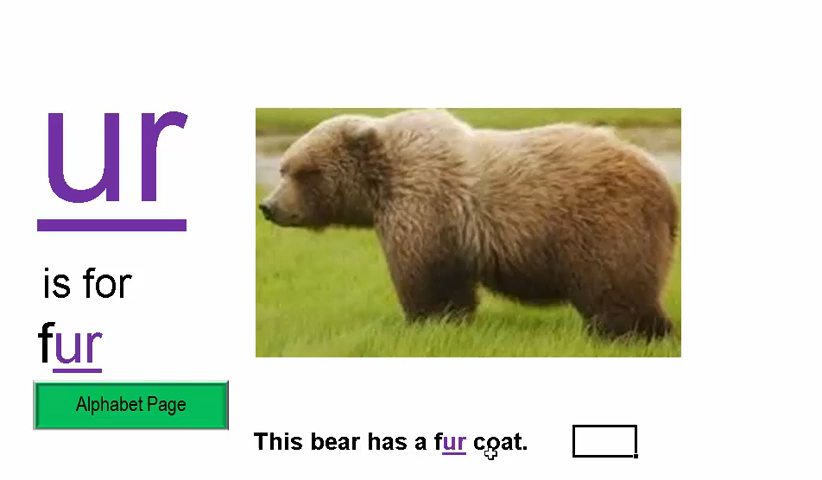 ur
is for
fur
Alphabet Page
This bear has a fur coat.